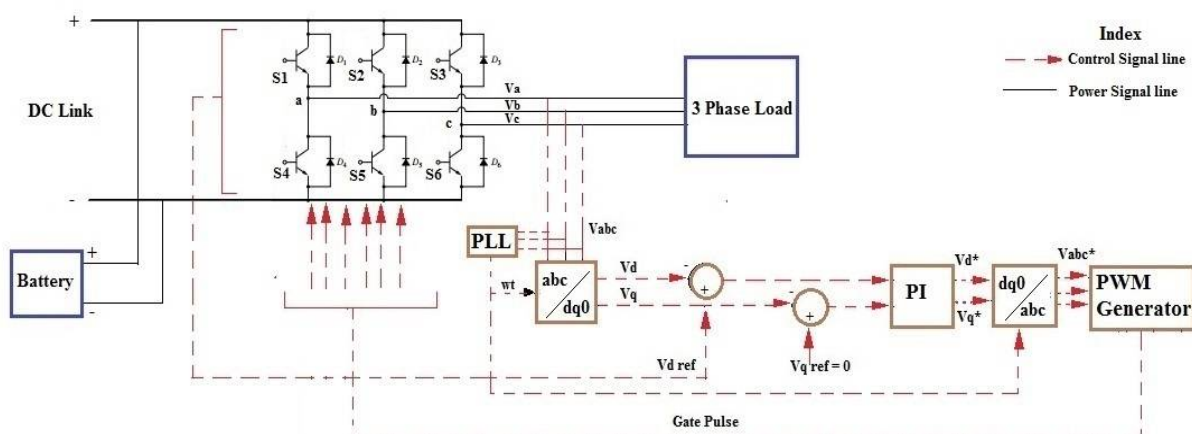 +
Index
Control Signal line
Power Signal line
DC Link
S1
D1
S2
D2
S3
D3
a
b
c
Va
Vb
Vc
3 Phase Load
S4
D4
S5
D5
S6
D6
-
Battery
+
-
PLL
Vabc
wt
abc
dq0
Vd
Vq
-
+
-
+
PI
Vd*
Vq*
dq0
abc
Vabc*
PWM
Generator
Vd ref
Vq ref = 0
Gate Pulse